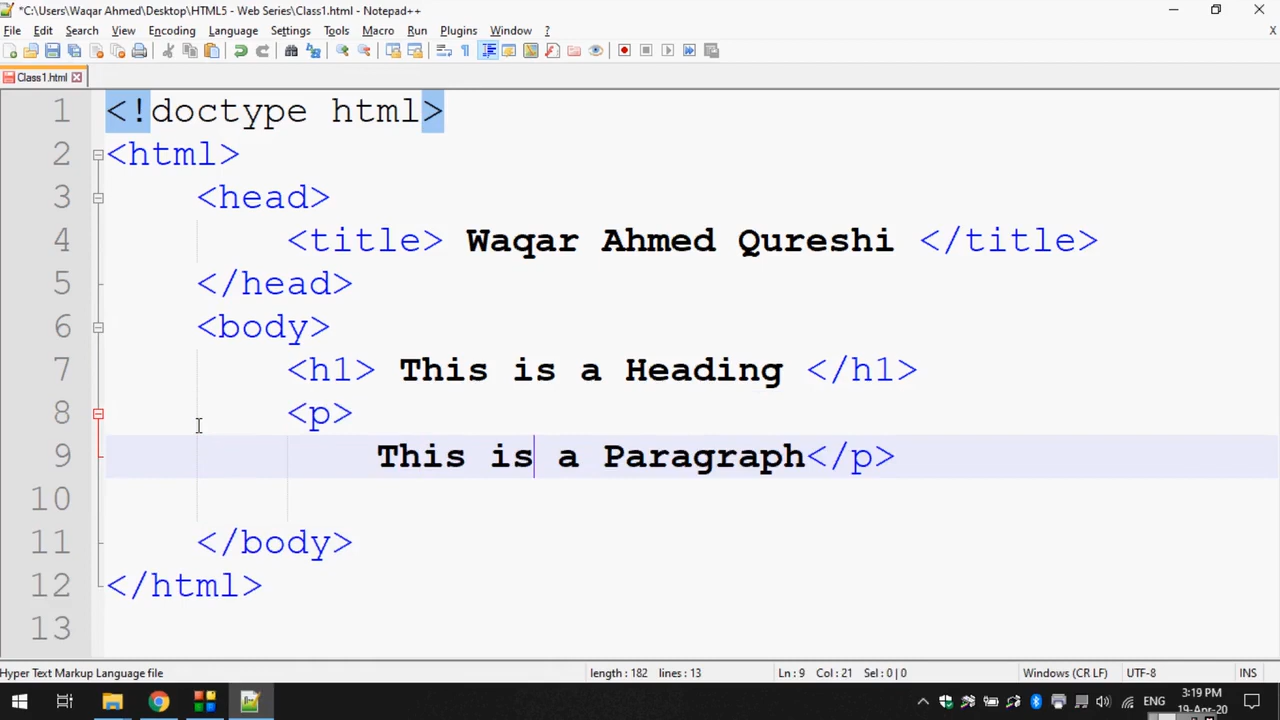 *C:\Users\Waqar Ahmed\Desktop\HTML5 - Web Series\Class1.html - Notepad++
File Edit Search View Encoding Language Settings Tools Macro Run Plugins Window ? X
Class1.html
1 <!doctype html>
2 <html>
3 <head>
4 <title> Waqar Ahmed Qureshi </title>
5 </head>
6 <body>
7 <h1> This is a Heading </h1>
8 <p>
9 This is a Paragraph</p>
10
11 </body>
12 </html>
13
Hyper Text Markup Language file length : 182 lines : 13 Ln : 9 Col : 21 Sel : 0 | 0 Windows (CR LF) UTF-8 INS
ENG 3:19 PM
19-Apr-20